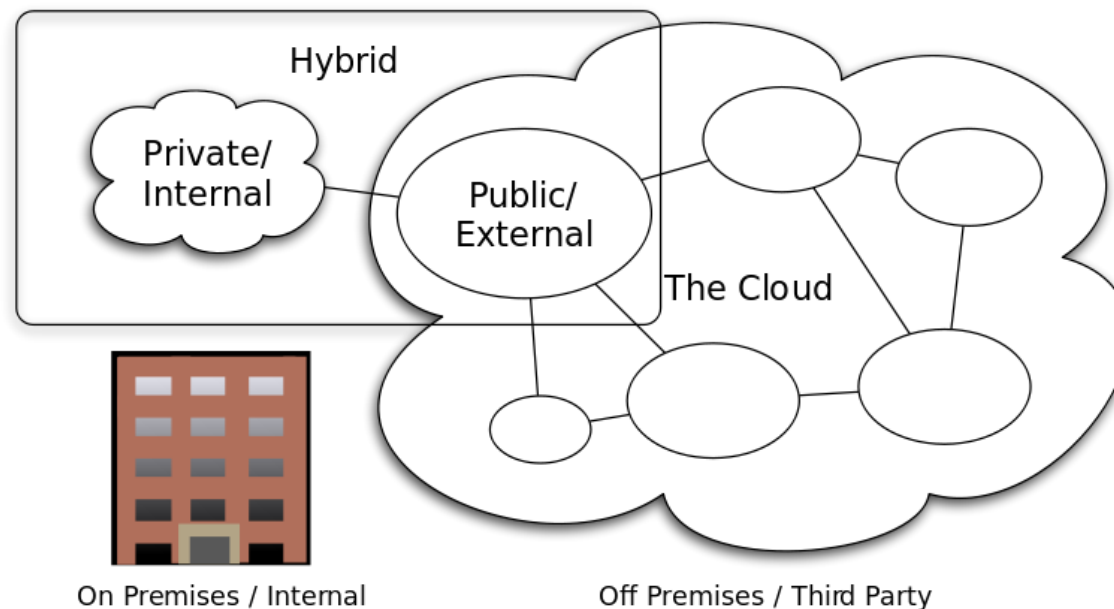 Hybrid
Private/
Internal
Public/
External
The Cloud
On Premises / Internal
Off Premises / Third Party